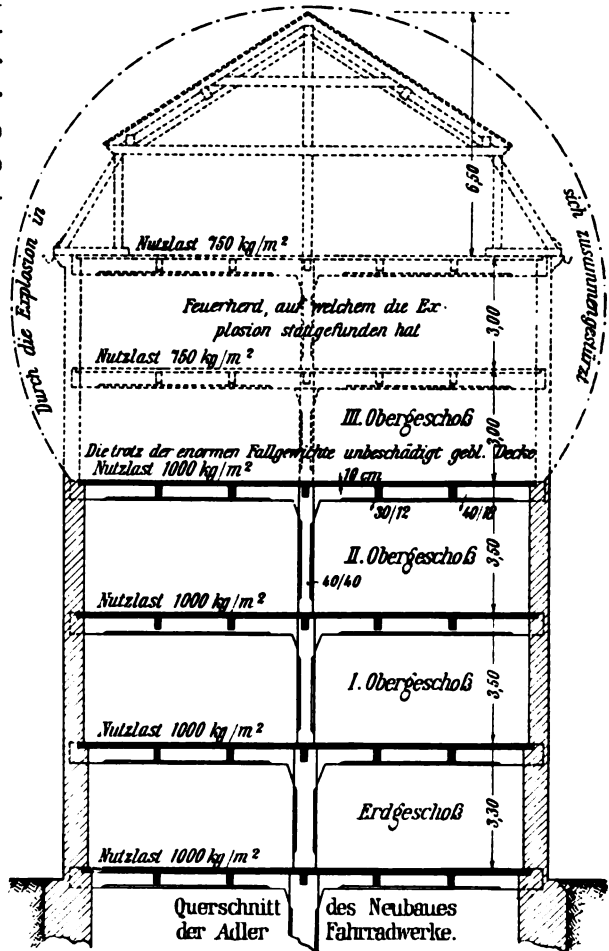 6,50
Durch die Explosion in
sich zusammengestürzt
Nutzlast 750 kg/m²
Feuerherd, auf welchem die Ex-
plosion stattgefunden hat
3,00
Nutzlast 750 kg/m²
III. Obergeschoß
3,00
Die trotz der enormen Fallgewichte unbeschädigt gebl. Decke
Nutzlast 1000 kg/m²
18 cm
30/12
40/18
II. Obergeschoß
3,50
40/40
Nutzlast 1000 kg/m²
I. Obergeschoß
3,50
Nutzlast 1000 kg/m²
Erdgeschoß
3,30
Nutzlast 1000 kg/m²
Querschnitt des Neubaues
der Adler Fahrradwerke.